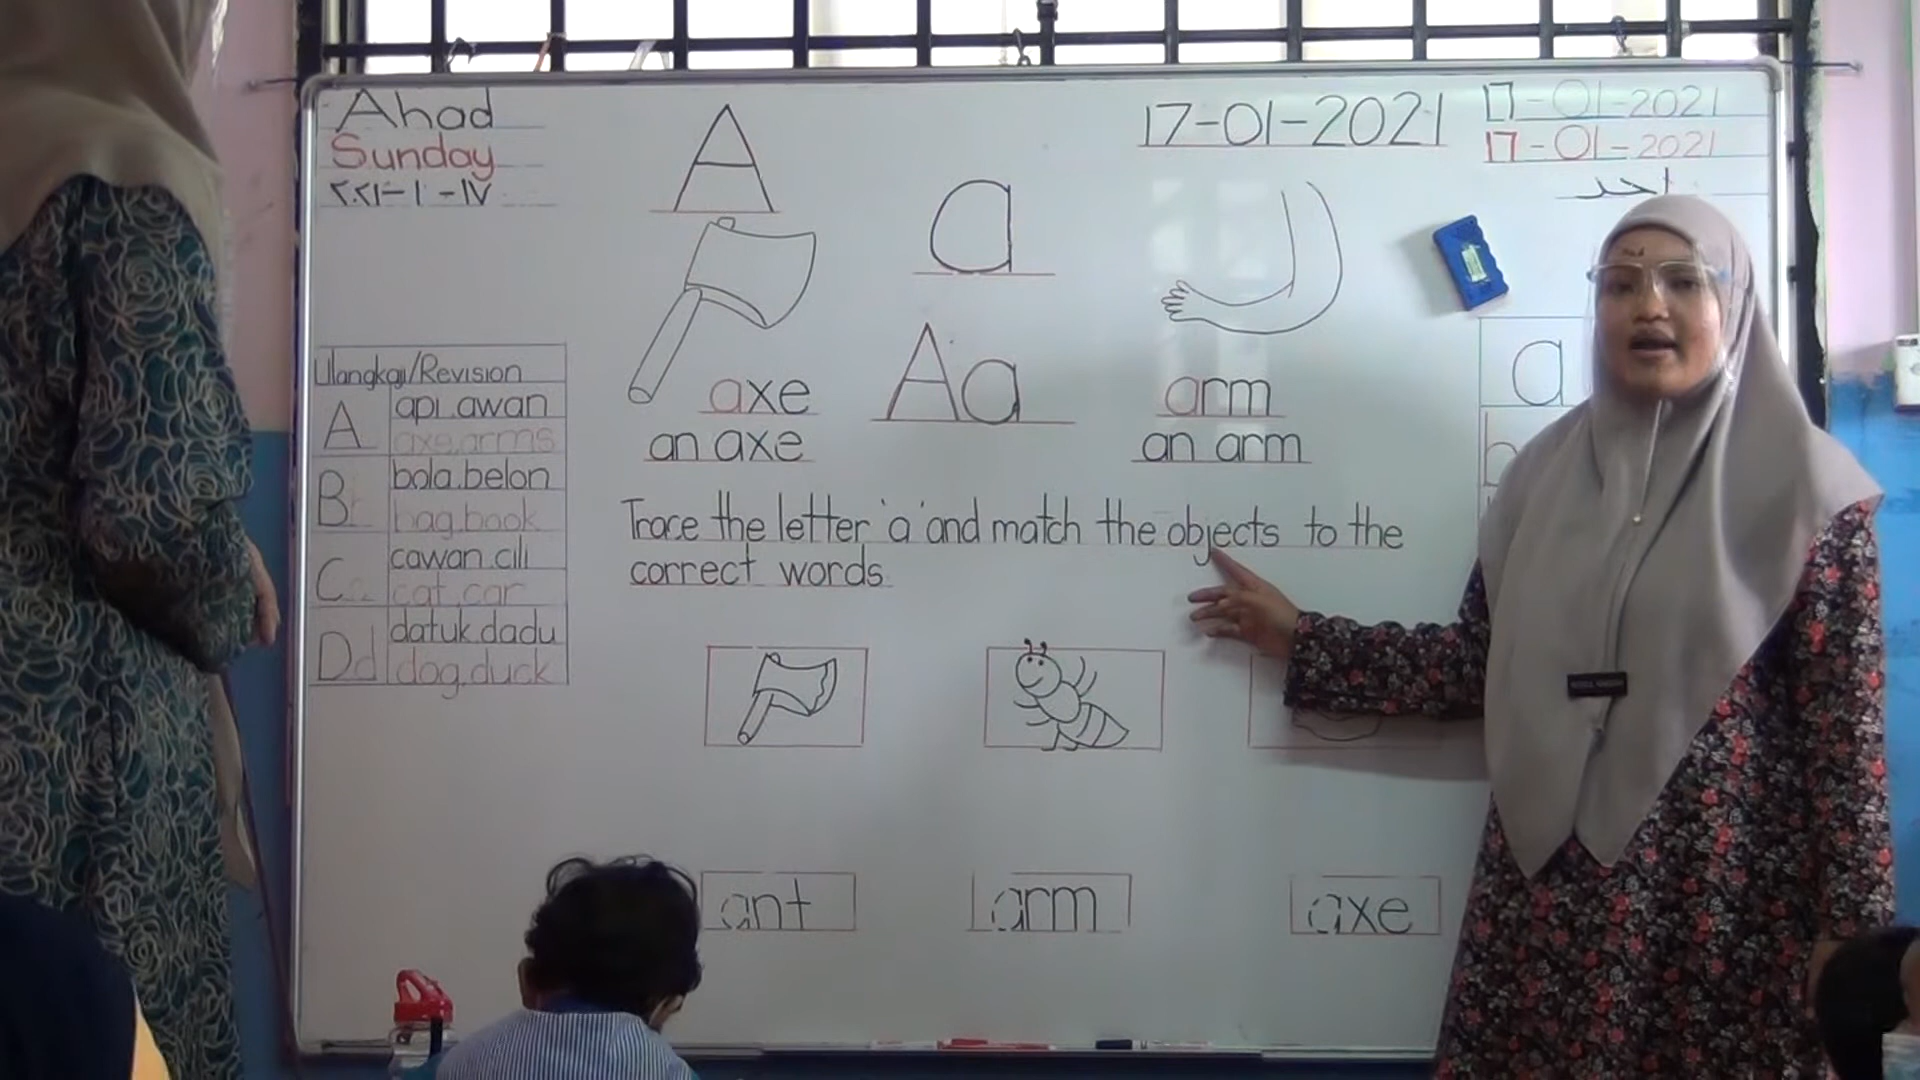 Ahad
Sunday
٢٠٢١-١-١٧
A
a
17-01-2021
17-01-2021
17-01-2021
احد
axe
an axe
Aa
arm
an arm
a
b
Ulangkaji/Revision
A
api.awan
axe.arms
B
bola.belon
bag.book
C
cawan.cili
cat.car
Dd
datuk.dadu
dog.duck
Trace the letter 'a' and match the objects to the
correct words
ant
arm
axe